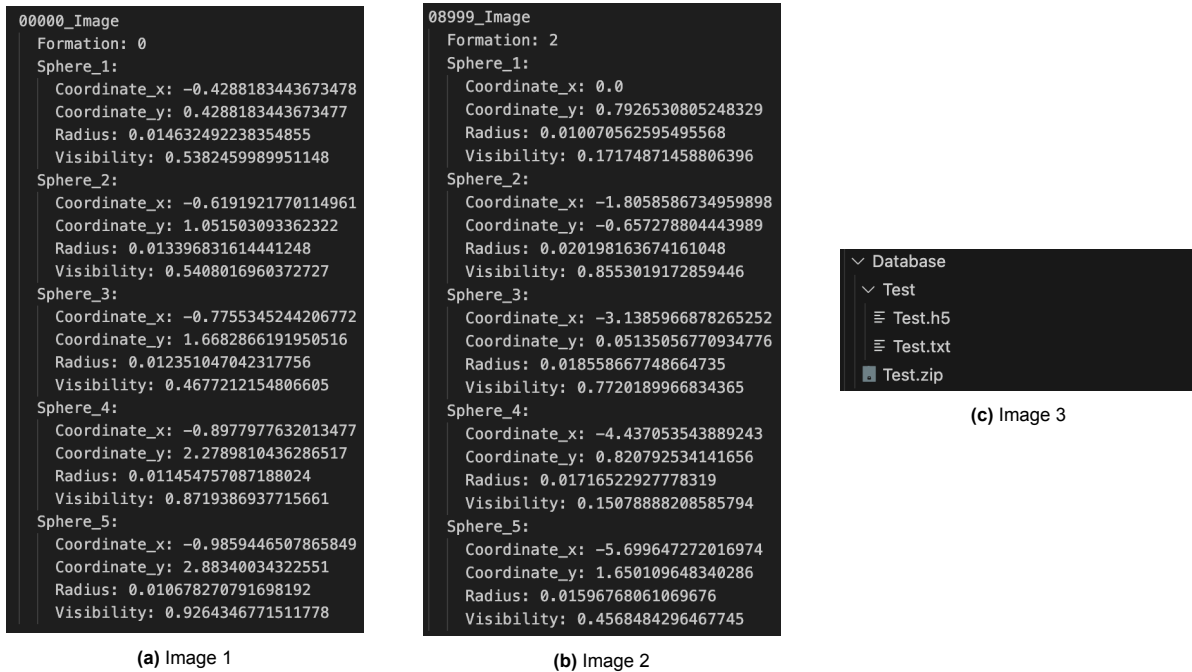 00000_Image
Formation: 0
Sphere_1:
Coordinate_x: -0.4288183443673478
Coordinate_y: 0.4288183443673477
Radius: 0.014632492238354855
Visibility: 0.5382459989951148
Sphere_2:
Coordinate_x: -0.6191921770114961
Coordinate_y: 1.051503093362322
Radius: 0.013396831614441248
Visibility: 0.5408016960372727
Sphere_3:
Coordinate_x: -0.7755345244206772
Coordinate_y: 1.6682866191950516
Radius: 0.012351047042317756
Visibility: 0.4677212154806605
Sphere_4:
Coordinate_x: -0.8977977632013477
Coordinate_y: 2.2789810436286517
Radius: 0.011454757087188024
Visibility: 0.8719386937715661
Sphere_5:
Coordinate_x: -0.9859446507865849
Coordinate_y: 2.88340034322551
Radius: 0.010678270791698192
Visibility: 0.9264346771511778
(a) Image 1
08999_Image
Formation: 2
Sphere_1:
Coordinate_x: 0.0
Coordinate_y: 0.7926530805248329
Radius: 0.010070562595495568
Visibility: 0.17174871458806396
Sphere_2:
Coordinate_x: -1.8058586734959898
Coordinate_y: -0.657278804443989
Radius: 0.020198163674161048
Visibility: 0.8553019172859446
Sphere_3:
Coordinate_x: -3.1385966878265252
Coordinate_y: 0.05135056770934776
Radius: 0.018558667748664735
Visibility: 0.7720189966834365
Sphere_4:
Coordinate_x: -4.437053543889243
Coordinate_y: 0.820792534141656
Radius: 0.01716522927778319
Visibility: 0.15078888208585794
Sphere_5:
Coordinate_x: -5.699647272016974
Coordinate_y: 1.650109648340286
Radius: 0.01596768061069676
Visibility: 0.4568484296467745
(b) Image 2
Database
Test
Test.h5
Test.txt
Test.zip
(c) Image 3